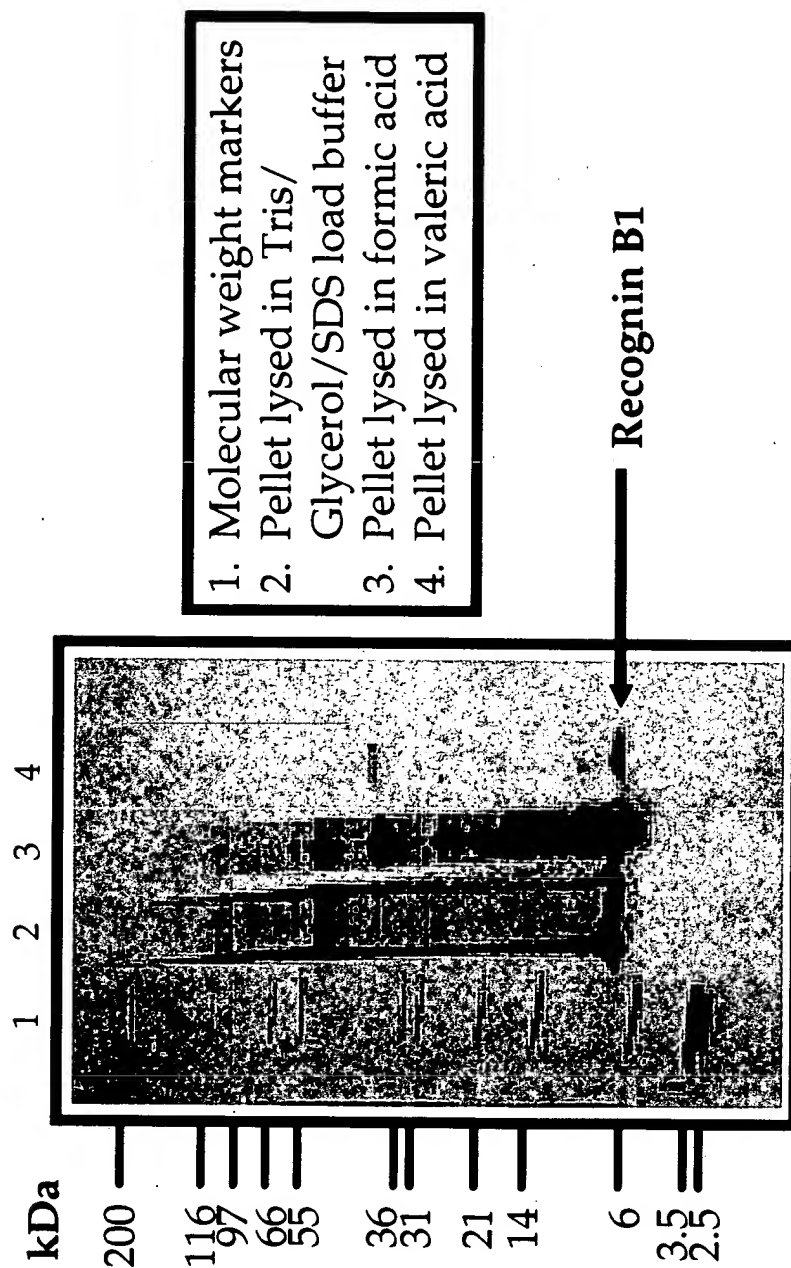 kDa
200
116
97
66
55
36
31
21
14
6
3.5
2.5
1 2 3 4
1. Molecular weight markers
2. Pellet lysed in Tris/
Glycerol/SDS load buffer
3. Pellet lysed in formic acid
4. Pellet lysed in valeric acid
Recognin B1